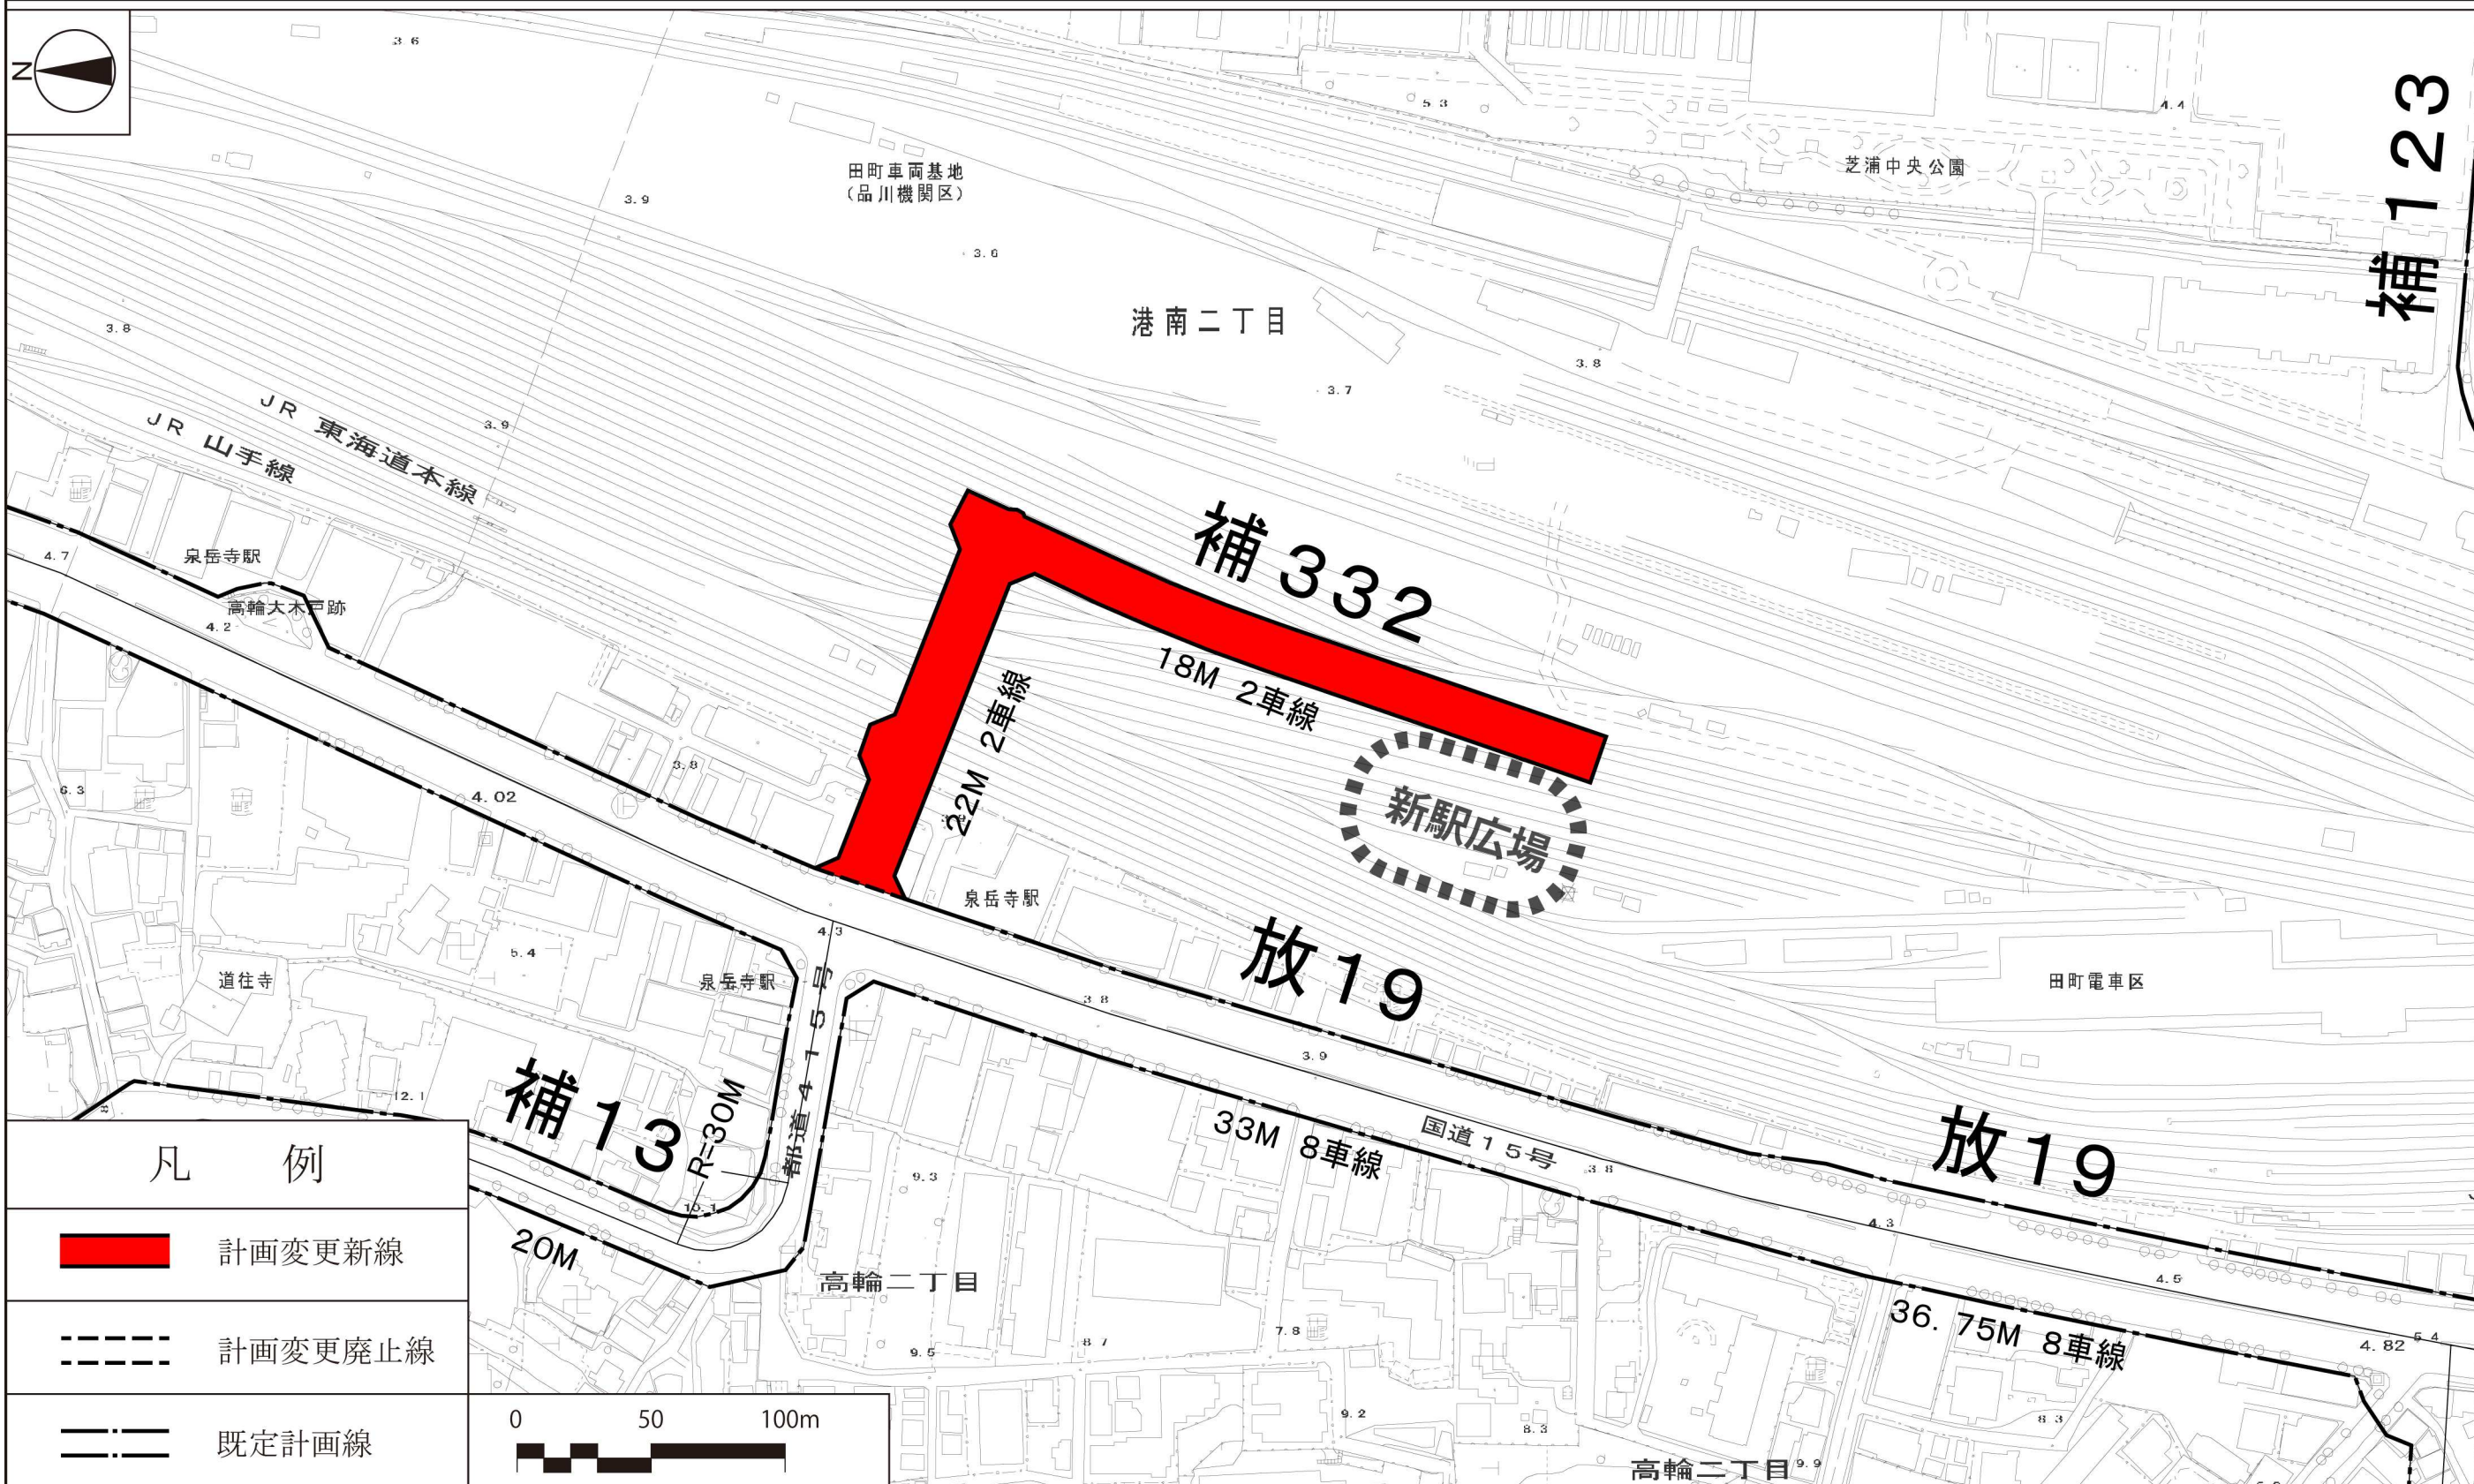 N
3.6
5.3
4.4
補123
芝浦中央公園
田町車両基地
(品川機関区)
3.9
3.6
港南二丁目
3.8
3.8
3.7
JR 東海道本線
JR 山手線
3.9
補332
4.7
泉岳寺駅
高輪大木戸跡
4.2
18M 2車線
22M 2車線
3.8
6.3
4.02
新駅広場
泉岳寺駅
放19
4.3
5.4
道往寺
泉岳寺駅
都道415号
3.8
田町電車区
3.9
補13
R=30M
12.1
33M 8車線
国道15号
3.8
放19
9.3
10.1
20M
高輪二丁目
4.3
4.5
36.75M 8車線
4.82
5.4
7.8
8.7
9.5
9.2
8.3
8.3
高輪二丁目
9.9
凡例
計画変更新線
計画変更廃止線
既定計画線
0 50 100m